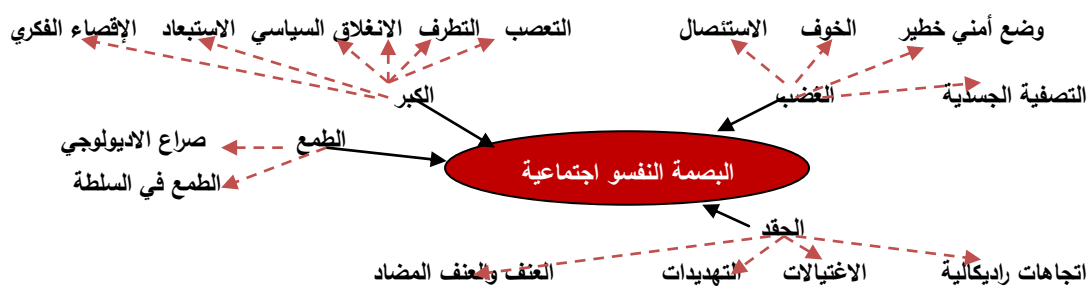 وضع أمني خطير
الخوف
الاستئصال
التعصب
التطرف
الانغلاق السياسي
الاستبعاد
الإقصاء الفكري
التصفية الجسدية
الغضب
الكبر
الطمع
صراع الاديولوجي
البصمة النفسو اجتماعية
الطمع في السلطة
الحقد
اتجاهات راديكالية
الاغتيالات
التهديدات
العنف والعنف المضاد